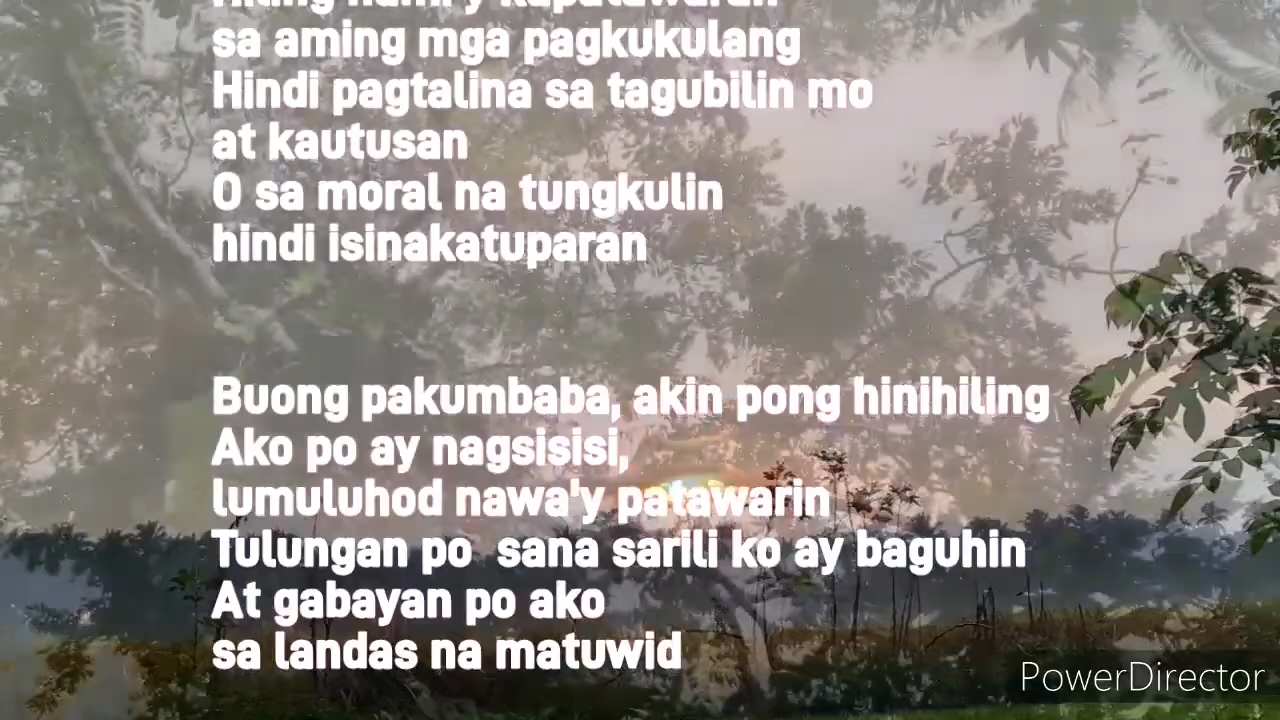 sa aming mga pagkukulang
Hindi pagtalina sa tagubilin mo
at kautusan
O sa moral na tungkulin
hindi isinakatuparan
Buong pakumbaba, akin pong hinihiling
Ako po ay nagsisisi,
lumuluhod nawa'y patawarin
Tulungan po sana sarili ko ay baguhin
At gabayan po ako
sa landas na matuwid
PowerDirector